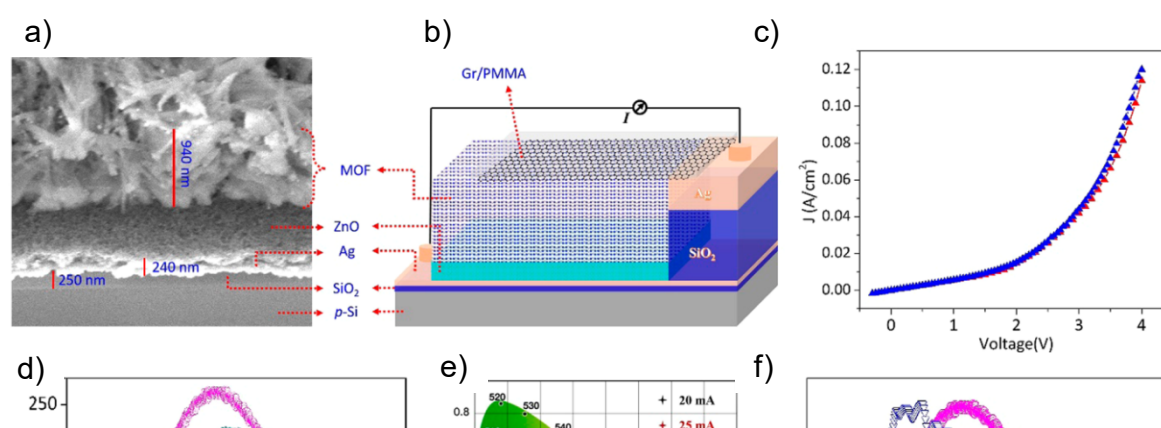 a)
b)
c)
940 nm
240 nm
250 nm
MOF
ZnO
Ag
SiO2
p-Si
Gr/PMMA
I
Ag
SiO2
0.12
0.10
0.08
0.06
0.04
0.02
0.00
J (A/cm²)
0 1 2 3 4
Voltage(V)
d)
250
e)
0.8
520
530
540
+ 20 mA
+ 25 mA
f)